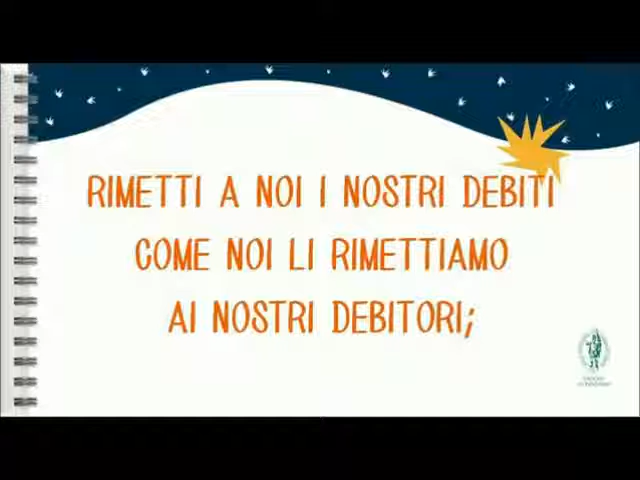 RIMETTI A NOI I NOSTRI DEBITI
COME NOI LI RIMETTIAMO
AI NOSTRI DEBITORI;